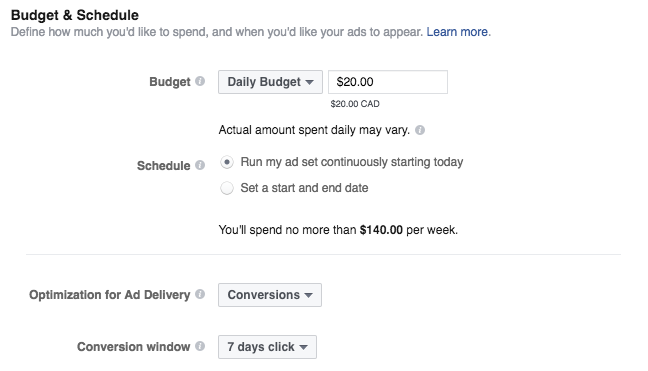 Budget & Schedule
Define how much you'd like to spend, and when you'd like your ads to appear. Learn more.
Budget i Daily Budget $20.00
$20.00 CAD
Actual amount spent daily may vary. i
Schedule i Run my ad set continuously starting today
Set a start and end date
You'll spend no more than $140.00 per week.
Optimization for Ad Delivery i Conversions
Conversion window i 7 days click